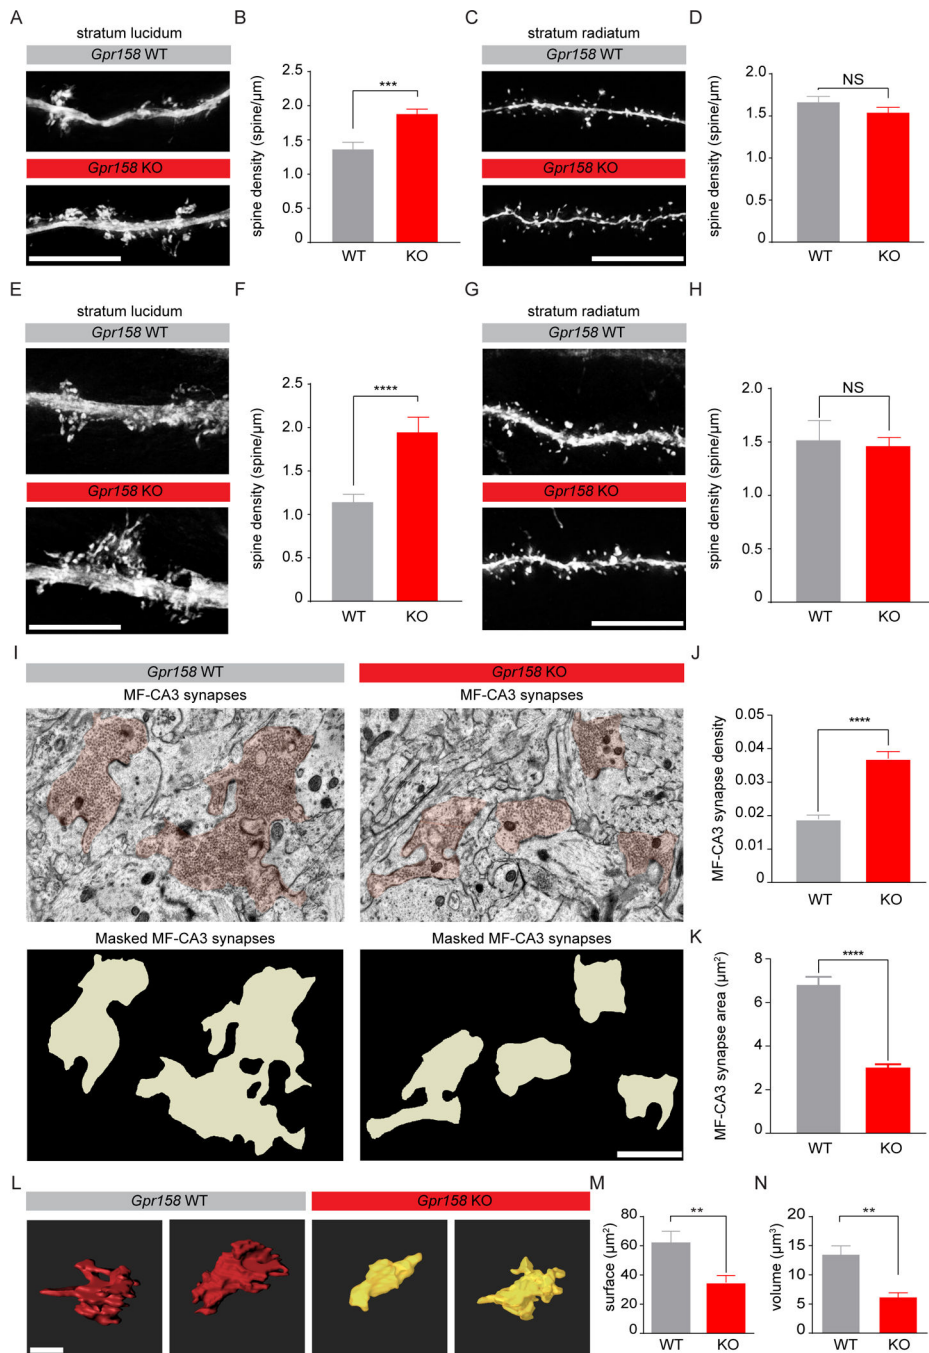 A
stratum lucidum
Gpr158 WT
Gpr158 KO
B
spine density (spine/μm)
2.5
2.0
1.5
1.0
0.5
0
***
WT
KO
C
stratum radiatum
Gpr158 WT
Gpr158 KO
D
spine density (spine/μm)
2.0
1.5
1.0
0.5
0
NS
WT
KO
E
stratum lucidum
Gpr158 WT
Gpr158 KO
F
spine density (spine/μm)
2.5
2.0
1.5
1.0
0.5
0
****
WT
KO
G
stratum radiatum
Gpr158 WT
Gpr158 KO
H
spine density (spine/μm)
2.0
1.5
1.0
0.5
0
NS
WT
KO
I
Gpr158 WT
Gpr158 KO
MF-CA3 synapses
MF-CA3 synapses
Masked MF-CA3 synapses
Masked MF-CA3 synapses
J
MF-CA3 synapse density
0.05
0.04
0.03
0.02
0.01
0.00
****
WT
KO
K
MF-CA3 synapse area (μm²)
8
6
4
2
0
****
WT
KO
L
Gpr158 WT
Gpr158 KO
M
surface (μm²)
80
60
40
20
0
**
WT
KO
N
volume (μm³)
20
15
10
5
0
**
WT
KO